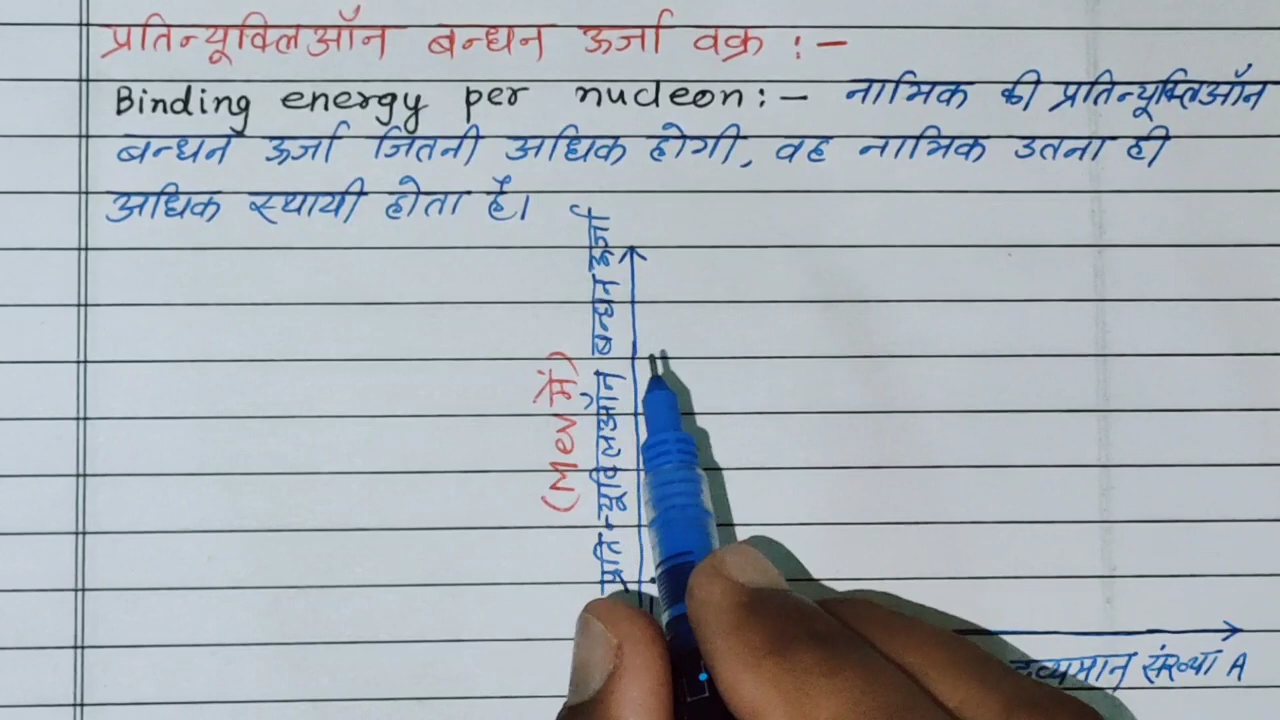 प्रतिन्यूक्लिऑन बन्धन ऊर्जा वक्र :-
Binding energy per nucleon:- नाभिक की प्रतिन्यूक्लिऑन
बन्धन ऊर्जा जितनी अधिक होगी, वह नाभिक उतना ही
अधिक स्थायी होता है।
प्रति न्यूक्लिऑन बन्धन ऊर्जा
(Mev में)
द्रव्यमान संख्या A